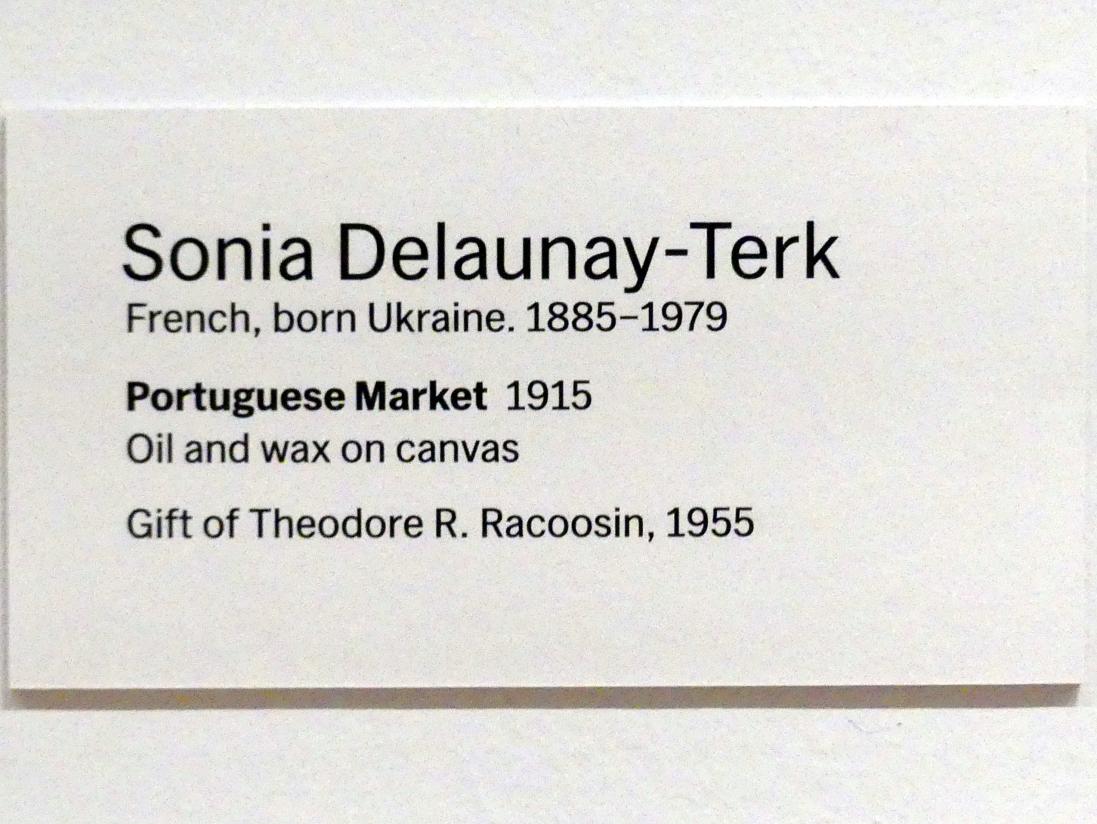 Sonia Delaunay-Terk
French, born Ukraine. 1885–1979
Portuguese Market 1915
Oil and wax on canvas
Gift of Theodore R. Racoosin, 1955